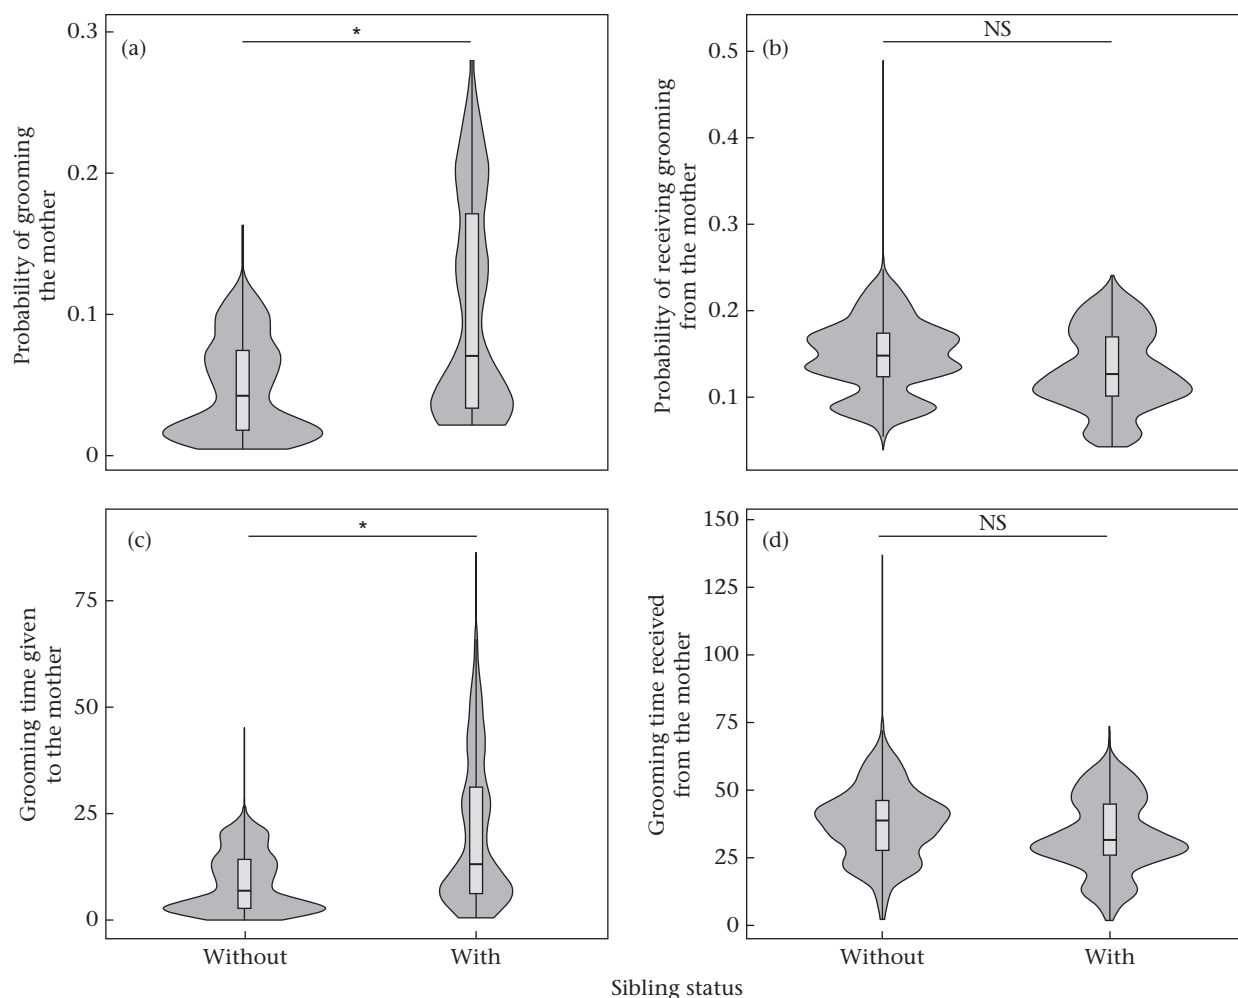 (a)
*
0.3
0.2
0.1
0
Probability of grooming
the mother
(b)
NS
0.5
0.4
0.3
0.2
0.1
Probability of receiving grooming
from the mother
(c)
*
75
50
25
0
Grooming time given
to the mother
Without
With
(d)
NS
150
125
100
75
50
25
0
Grooming time received
from the mother
Without
With
Sibling status